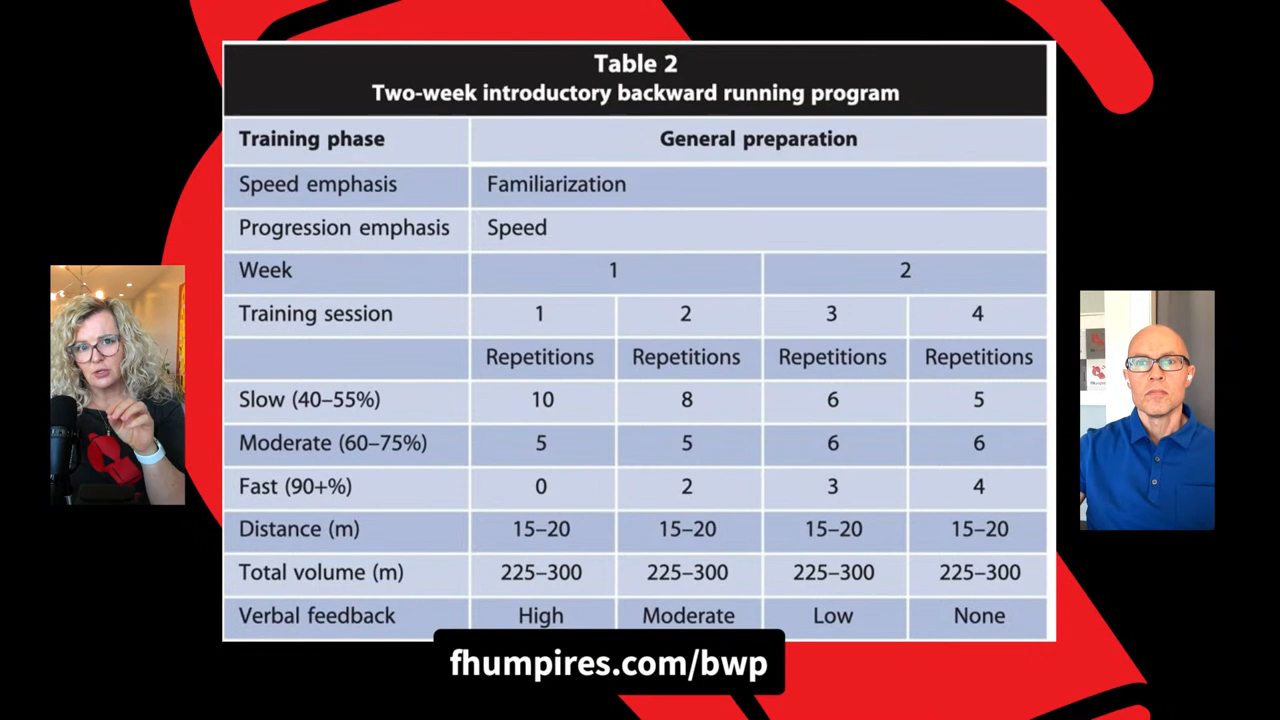 Table 2
Two-week introductory backward running program
Training phase General preparation
Speed emphasis Familiarization
Progression emphasis Speed
Week 1 2
Training session 1 2 3 4
Repetitions Repetitions Repetitions Repetitions
Slow (40–55%) 10 8 6 5
Moderate (60–75%) 5 5 6 6
Fast (90+%) 0 2 3 4
Distance (m) 15–20 15–20 15–20 15–20
Total volume (m) 225–300 225–300 225–300 225–300
Verbal feedback High Moderate Low None
fhumpires.com/bwp